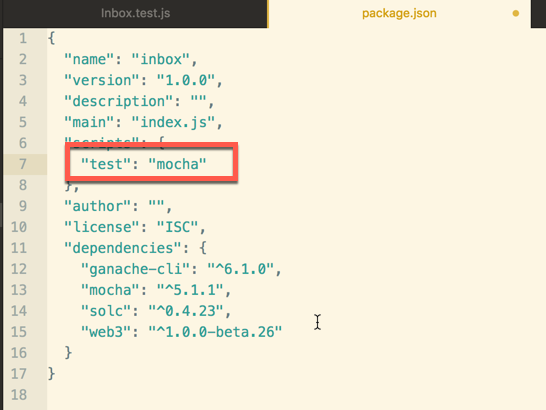 Inbox.test.js
package.json
1 {
2 "name": "inbox",
3 "version": "1.0.0",
4 "description": "",
5 "main": "index.js",
6 "scripts": {
7 "test": "mocha"
8 },
9 "author": "",
10 "license": "ISC",
11 "dependencies": {
12 "ganache-cli": "^6.1.0",
13 "mocha": "^5.1.1",
14 "solc": "^0.4.23",
15 "web3": "^1.0.0-beta.26"
16 }
17 }
18